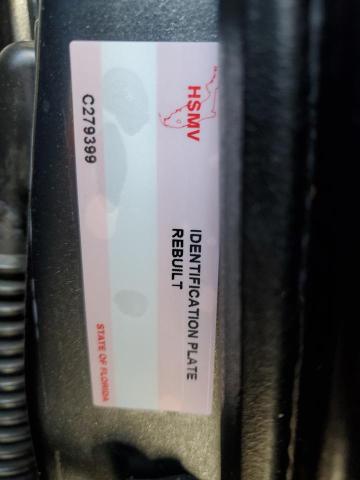 HSMV
IDENTIFICATION PLATE
REBUILT
C279399
STATE OF FLORIDA